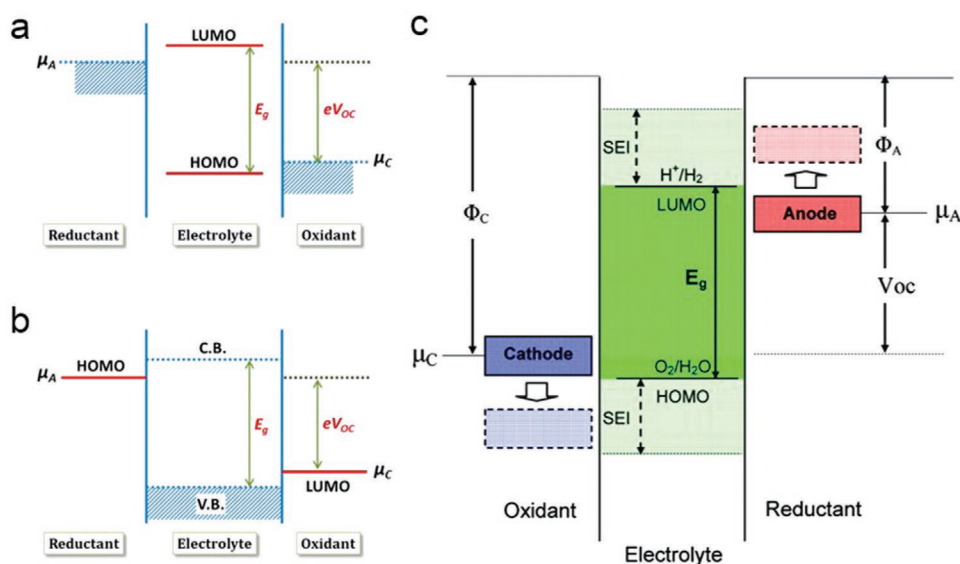 a
LUMO
μA
Eg
eVOC
HOMO
μC
Reductant
Electrolyte
Oxidant
b
C.B.
HOMO
μA
Eg
eVOC
μC
LUMO
V.B.
Reductant
Electrolyte
Oxidant
c
SEI
ΦA
H⁺/H₂
LUMO
ΦC
Anode
μA
Eg
Voc
μC
Cathode
O₂/H₂O
HOMO
SEI
Oxidant
Reductant
Electrolyte